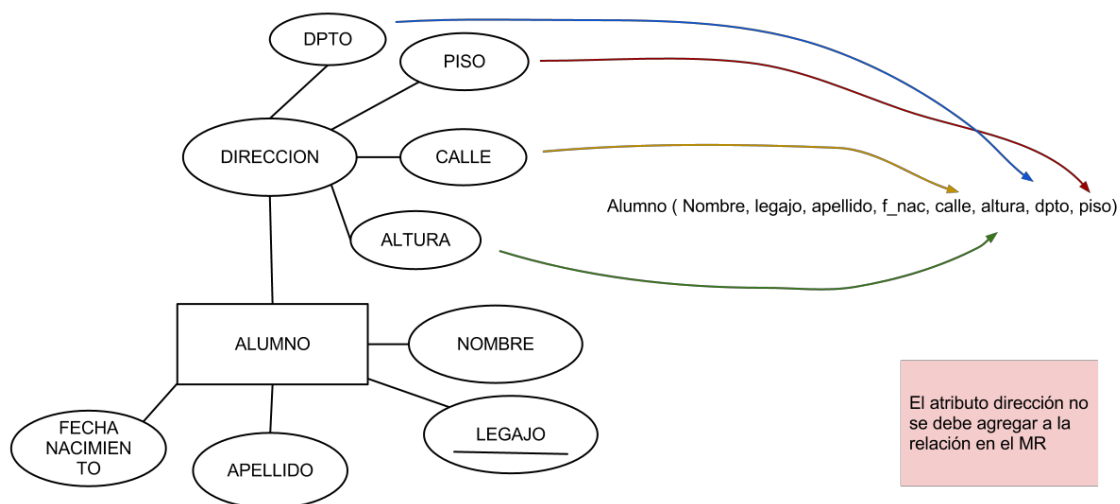 DPTO
PISO
DIRECCION
CALLE
Alumno ( Nombre, legajo, apellido, f_nac, calle, altura, dpto, piso)
ALTURA
ALUMNO
NOMBRE
El atributo dirección no
se debe agregar a la
relación en el MR
FECHA
NACIMIEN
TO
LEGAJO
APELLIDO